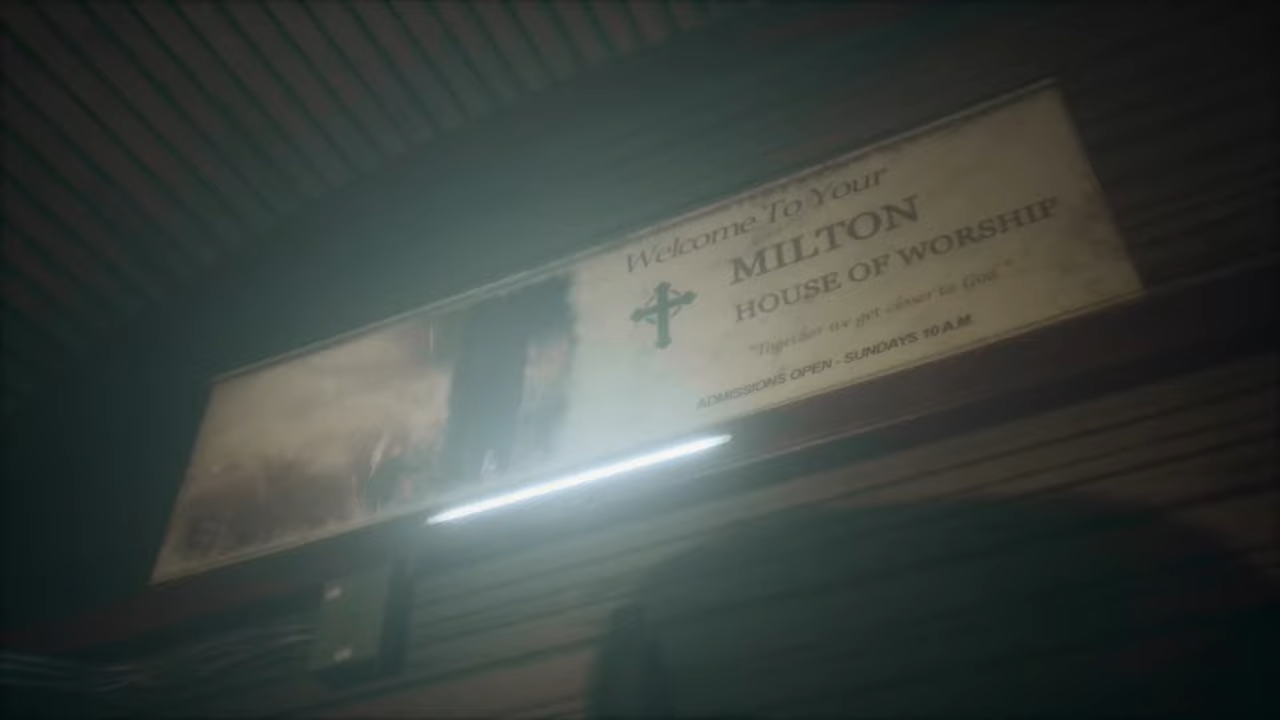 Welcome To Your
MILTON
HOUSE OF WORSHIP
"Together we get closer to God"
ADMISSIONS OPEN - SUNDAYS 10 A.M.